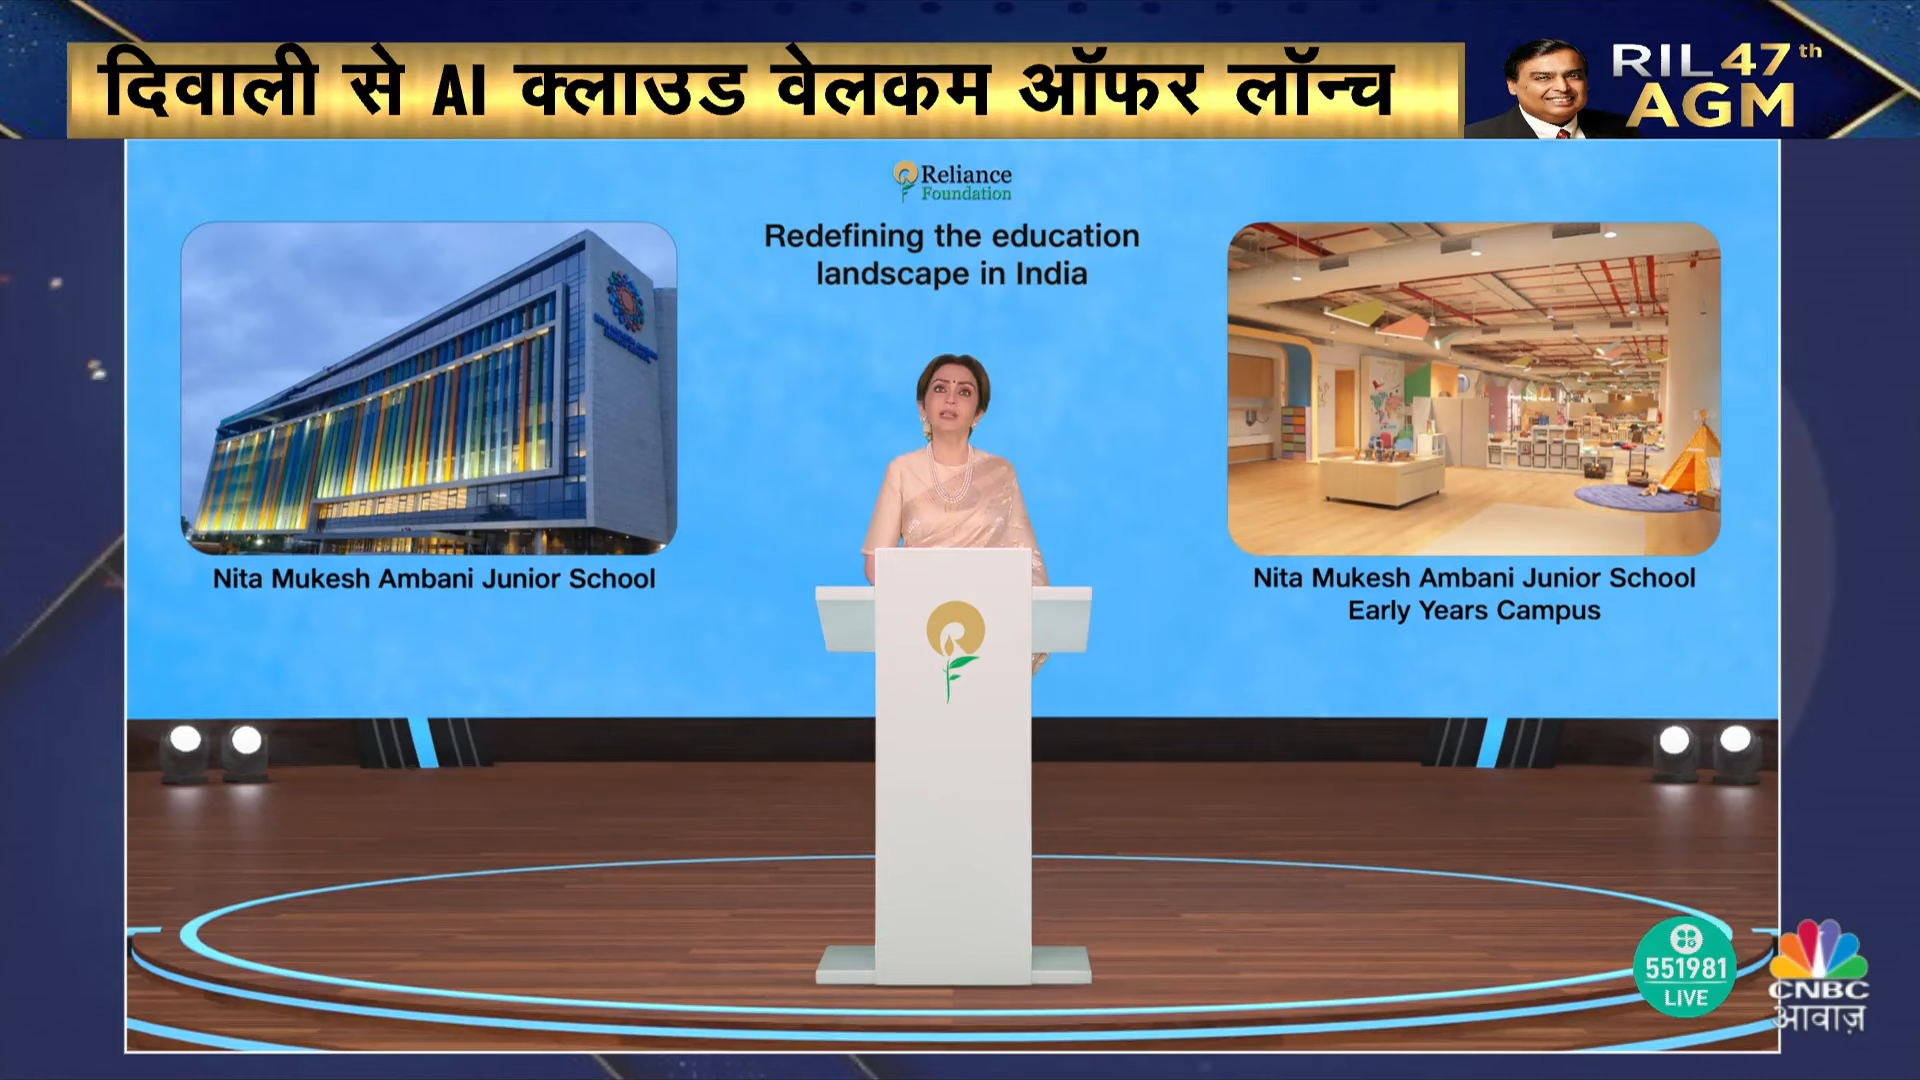 दिवाली से AI क्लाउड वेलकम ऑफर लॉन्च
RIL 47th
AGM
Reliance
Foundation
Redefining the education
landscape in India
Nita Mukesh Ambani Junior School
Nita Mukesh Ambani Junior School
Early Years Campus
551981
LIVE
CNBC
आवाज़